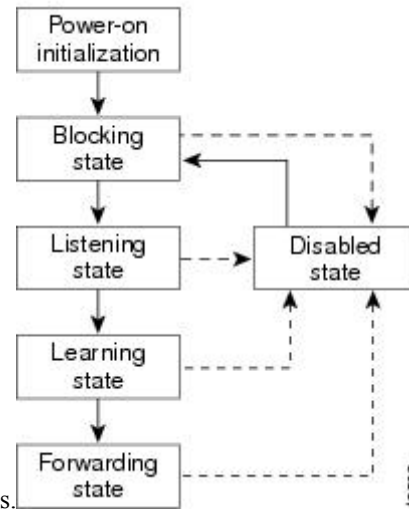 Power-on
initialization
Blocking
state
Listening
state
Disabled
state
Learning
state
Forwarding
state
s.